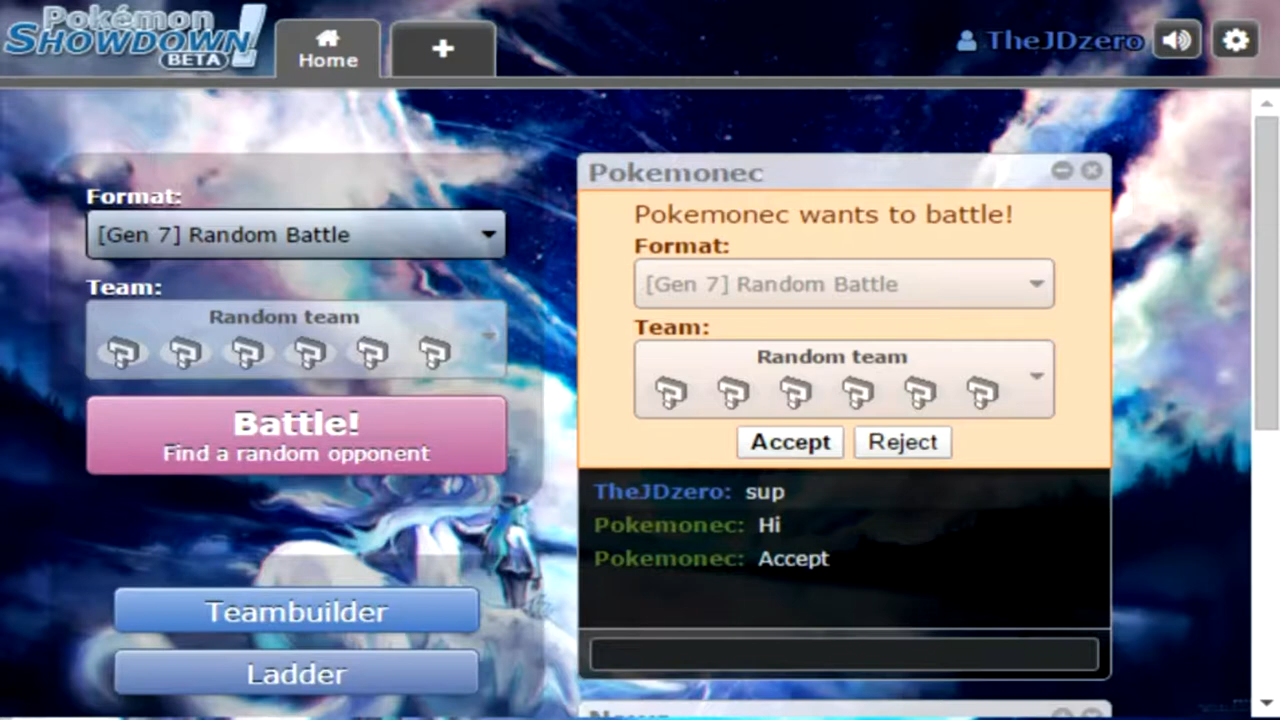 Pokémon
SHOWDOWN!
BETA
Home
TheJDzero
Format:
[Gen 7] Random Battle
Team:
Random team
Battle!
Find a random opponent
Teambuilder
Ladder
Pokemonec
Pokemonec wants to battle!
Format:
[Gen 7] Random Battle
Team:
Random team
Accept
Reject
TheJDzero: sup
Pokemonec: Hi
Pokemonec: Accept
News